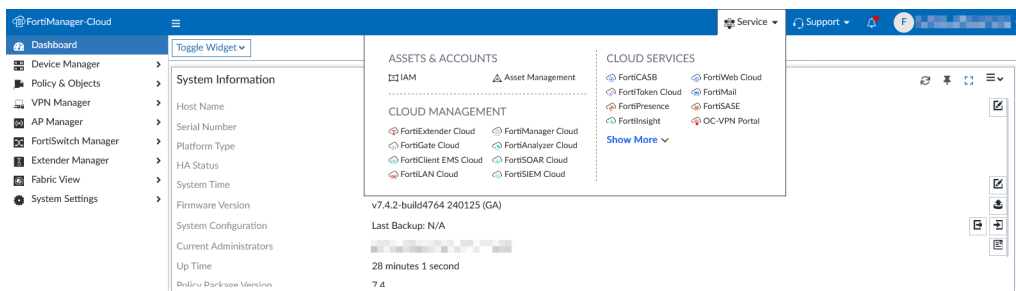 FortiManager-Cloud
Service
Support
F
Dashboard
Device Manager
Policy & Objects
VPN Manager
AP Manager
FortiSwitch Manager
Extender Manager
Fabric View
System Settings
Toggle Widget
System Information
Host Name
Serial Number
Platform Type
HA Status
System Time
Firmware Version
v7.4.2-build4764 240125 (GA)
System Configuration
Last Backup: N/A
Current Administrators
Up Time
28 minutes 1 second
Policy Package Version
7.4
ASSETS & ACCOUNTS
IAM
Asset Management
CLOUD MANAGEMENT
FortiExtender Cloud
FortiManager Cloud
FortiGate Cloud
FortiAnalyzer Cloud
FortiClient EMS Cloud
FortiSOAR Cloud
FortiLAN Cloud
FortiSIEM Cloud
CLOUD SERVICES
FortiCASB
FortiWeb Cloud
FortiToken Cloud
FortiMail
FortiPresence
FortiSASE
FortiInsight
OC-VPN Portal
Show More